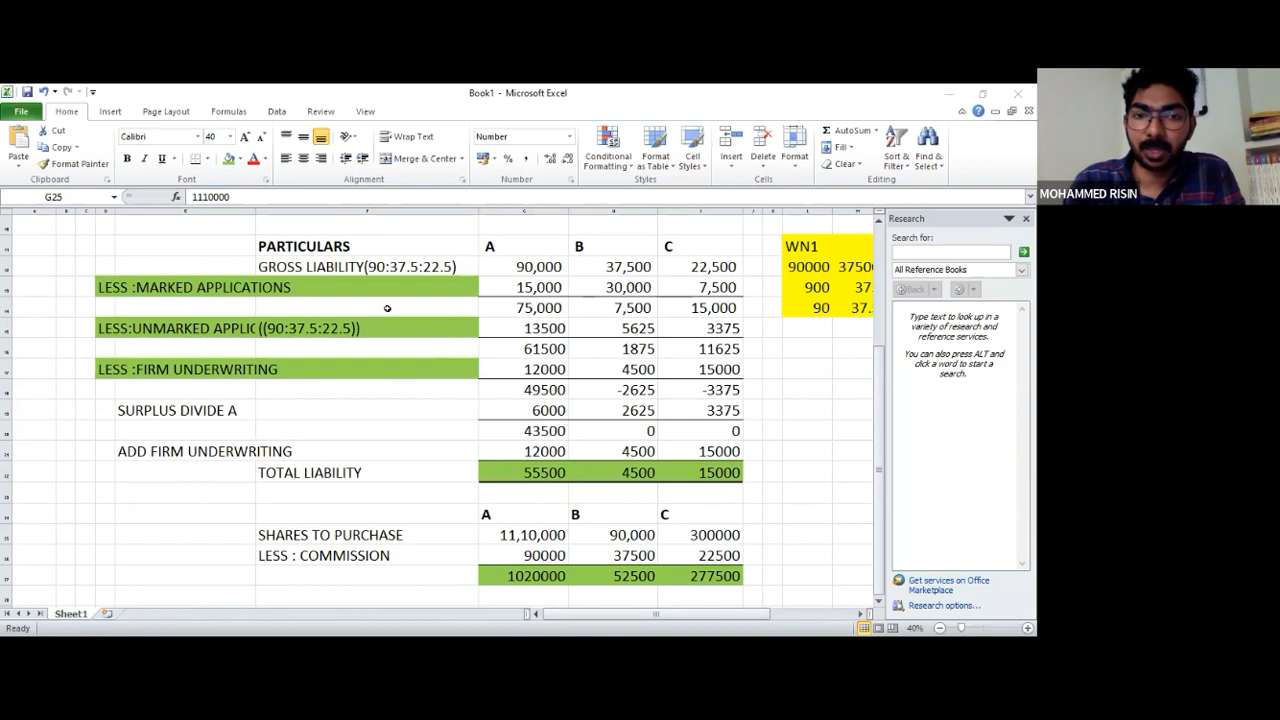 Book1 - Microsoft Excel
File Home Insert Page Layout Formulas Data Review View
Paste
Cut
Copy
Format Painter
Clipboard
Calibri 40
B I U
Font
Wrap Text
Merge & Center
Alignment
Number
% ,
Number
Conditional Formatting
Format as Table
Cell Styles
Styles
Insert
Delete
Format
Cells
AutoSum
Fill
Clear
Sort & Filter
Find & Select
Editing
MOHAMMED RISIN
G25 fx 1110000
PARTICULARS A B C WN1
GROSS LIABILITY(90:37.5:22.5) 90,000 37,500 22,500 90000
LESS :MARKED APPLICATIONS 15,000 30,000 7,500 900
75,000 7,500 15,000 90
LESS:UNMARKED APPLIC ((90:37.5:22.5)) 13500 5625 3375
61500 1875 11625
LESS :FIRM UNDERWRITING 12000 4500 15000
49500 -2625 -3375
SURPLUS DIVIDE A 6000 2625 3375
43500 0 0
ADD FIRM UNDERWRITING 12000 4500 15000
TOTAL LIABILITY 55500 4500 15000
A B C
SHARES TO PURCHASE 11,10,000 90,000 300000
LESS : COMMISSION 90000 37500 22500
1020000 52500 277500
Research
Search for:
All Reference Books
Back
Type text to look up in a
variety of research and
reference services.
You can also press ALT and
click a word to start a
search.
Get services on Office
Marketplace
Research options...
Sheet1
Ready 40%